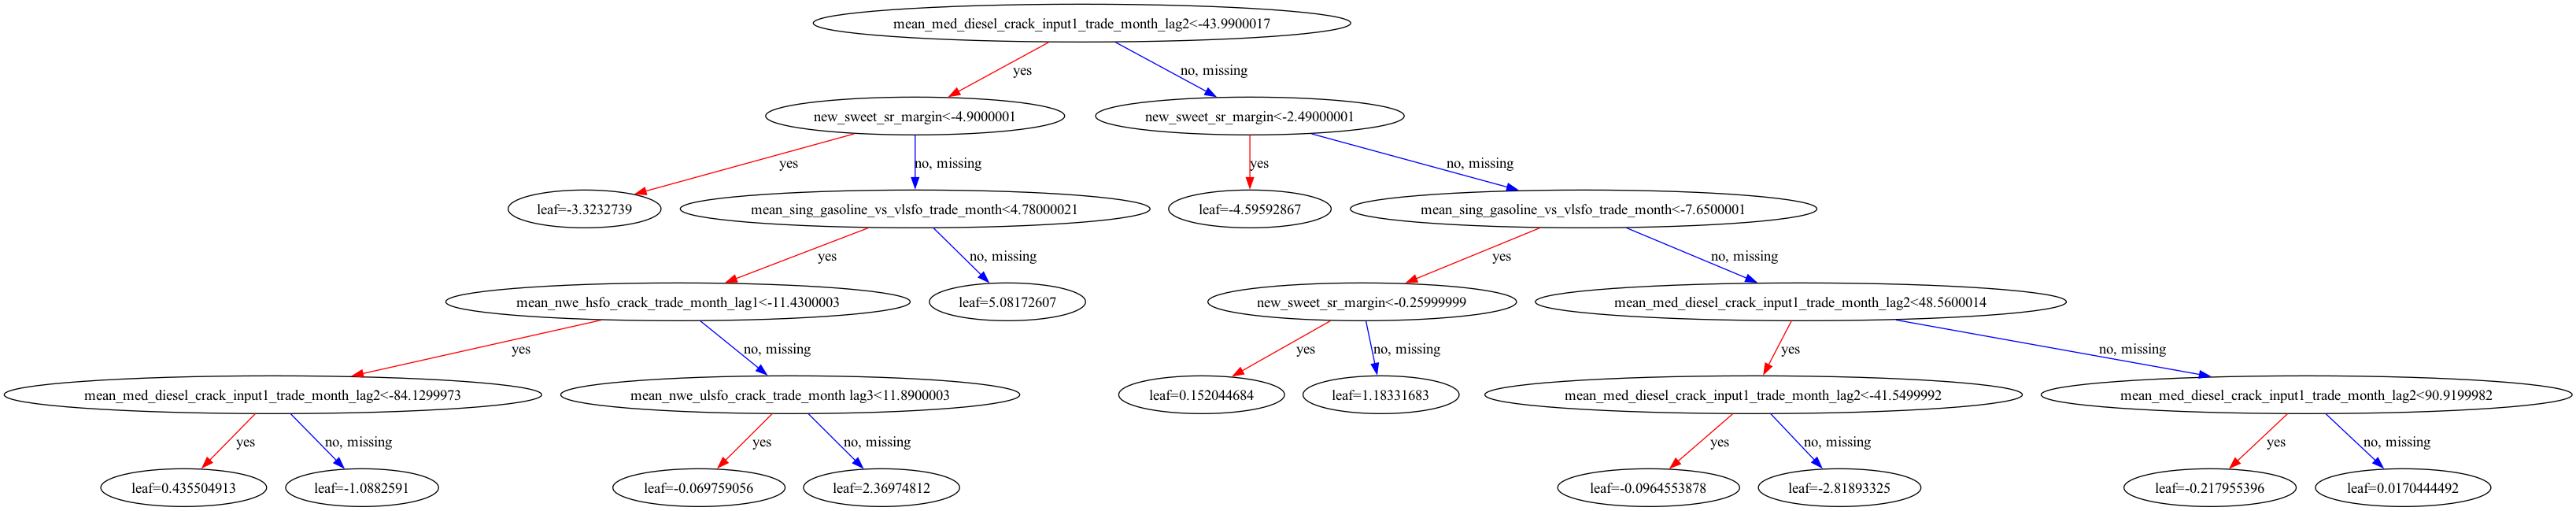 mean_med_diesel_crack_input1_trade_month_lag2<-43.9900017
yes
no, missing
new_sweet_sr_margin<-4.9000001
new_sweet_sr_margin<-2.49000001
yes
no, missing
yes
no, missing
leaf=-3.3232739
mean_sing_gasoline_vs_vlsfo_trade_month<4.78000021
leaf=-4.59592867
mean_sing_gasoline_vs_vlsfo_trade_month<-7.6500001
yes
no, missing
yes
no, missing
mean_nwe_hsfo_crack_trade_month_lag1<-11.4300003
leaf=5.08172607
new_sweet_sr_margin<-0.25999999
mean_med_diesel_crack_input1_trade_month_lag2<48.5600014
yes
no, missing
yes
no, missing
yes
no, missing
mean_med_diesel_crack_input1_trade_month_lag2<-84.1299973
mean_nwe_ulsfo_crack_trade_month lag3<11.8900003
leaf=0.152044684
leaf=1.18331683
mean_med_diesel_crack_input1_trade_month_lag2<-41.5499992
mean_med_diesel_crack_input1_trade_month_lag2<90.9199982
yes
no, missing
yes
no, missing
yes
no, missing
yes
no, missing
leaf=0.435504913
leaf=-1.0882591
leaf=-0.069759056
leaf=2.36974812
leaf=-0.0964553878
leaf=-2.81893325
leaf=-0.217955396
leaf=0.0170444492